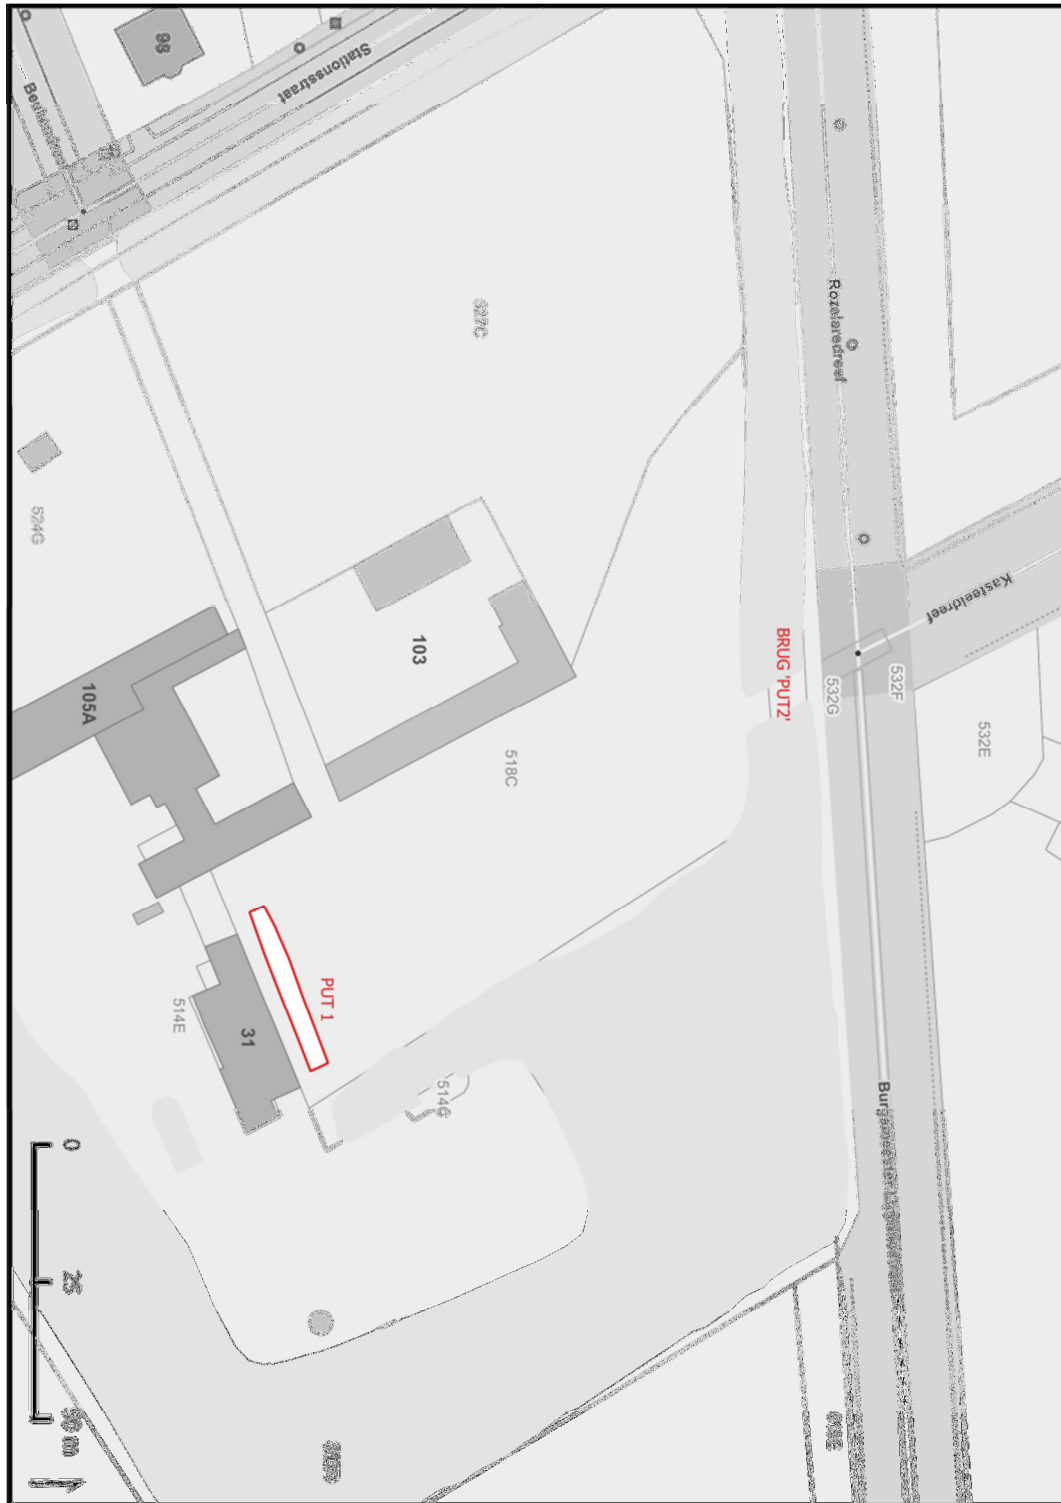 98
Stationsstraat
Rozelaredreef
527C
524G
Kasteeldreef
103
BRUG 'PUT2'
532F
532G
105A
532E
518C
PUT 1
514E
31
514G
0
25
50 m